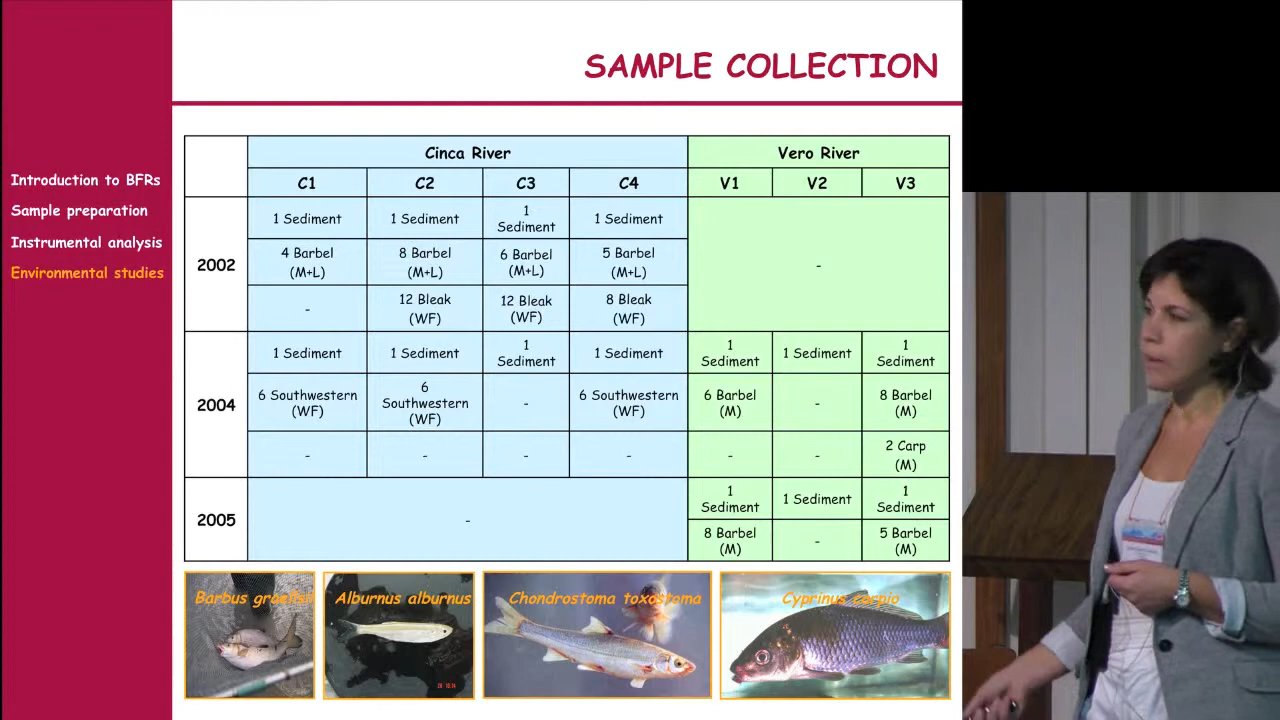 SAMPLE COLLECTION
Introduction to BFRs
Sample preparation
Instrumental analysis
Environmental studies
Cinca River
Vero River
C1
C2
C3
C4
V1
V2
V3
2002
1 Sediment
1 Sediment
1
Sediment
1 Sediment
4 Barbel
(M+L)
8 Barbel
(M+L)
6 Barbel
(M+L)
5 Barbel
(M+L)
-
12 Bleak
(WF)
12 Bleak
(WF)
8 Bleak
(WF)
-
2004
1 Sediment
1 Sediment
1
Sediment
1 Sediment
1
Sediment
1 Sediment
1
Sediment
6 Southwestern
(WF)
6
Southwestern
(WF)
-
6 Southwestern
(WF)
6 Barbel
(M)
-
8 Barbel
(M)
-
-
-
-
-
-
2 Carp
(M)
2005
-
1
Sediment
1 Sediment
1
Sediment
8 Barbel
(M)
-
5 Barbel
(M)
Barbus graellsii
Alburnus alburnus
Chondrostoma toxostoma
Cyprinus carpio